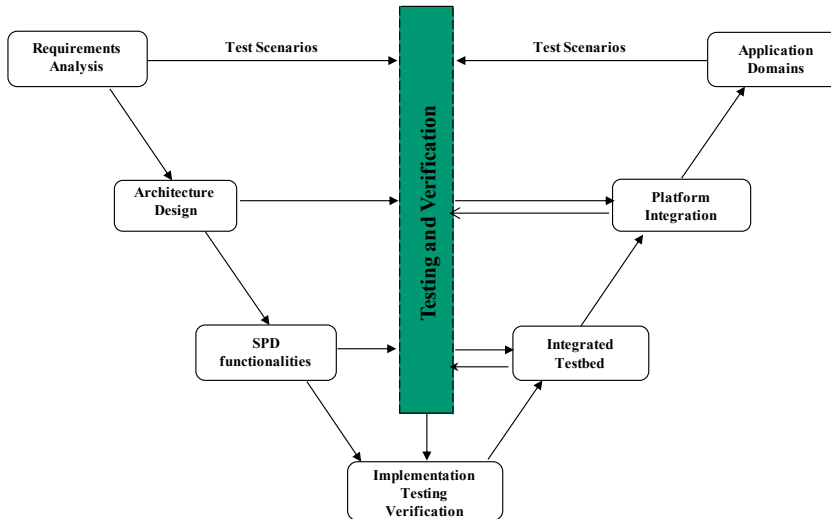 Requirements
Analysis
Test Scenarios
Test Scenarios
Application
Domains
Testing and Verification
Architecture
Design
Platform
Integration
SPD
functionalities
Integrated
Testbed
Implementation
Testing
Verification